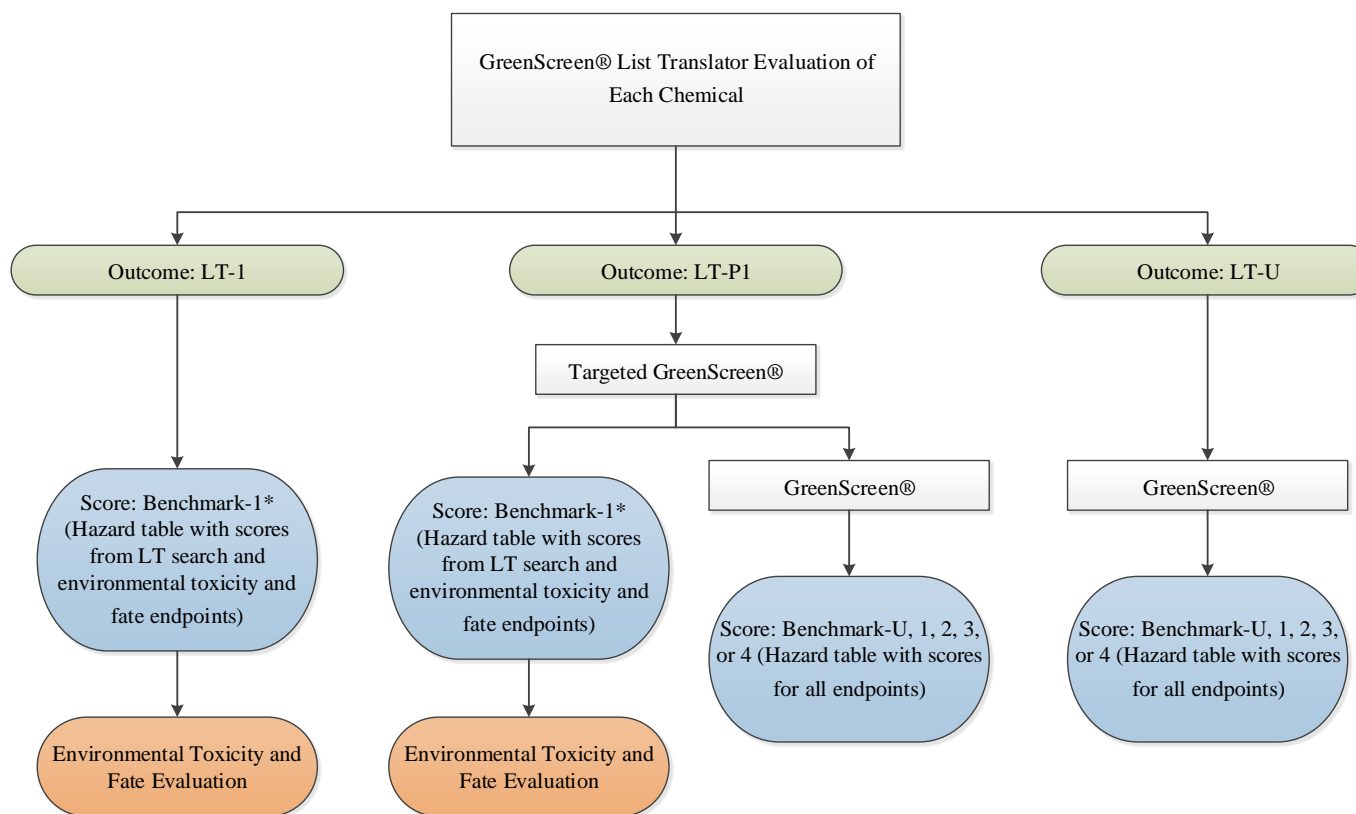 GreenScreen® List Translator Evaluation of
Each Chemical
Outcome: LT-1
Outcome: LT-P1
Outcome: LT-U
Targeted GreenScreen®
Score: Benchmark-1*
(Hazard table with scores
from LT search and
environmental toxicity and
fate endpoints)
Score: Benchmark-1*
(Hazard table with scores
from LT search and
environmental toxicity and
fate endpoints)
GreenScreen®
GreenScreen®
Score: Benchmark-U, 1, 2, 3,
or 4 (Hazard table with scores
for all endpoints)
Score: Benchmark-U, 1, 2, 3,
or 4 (Hazard table with scores
for all endpoints)
Environmental Toxicity and
Fate Evaluation
Environmental Toxicity and
Fate Evaluation